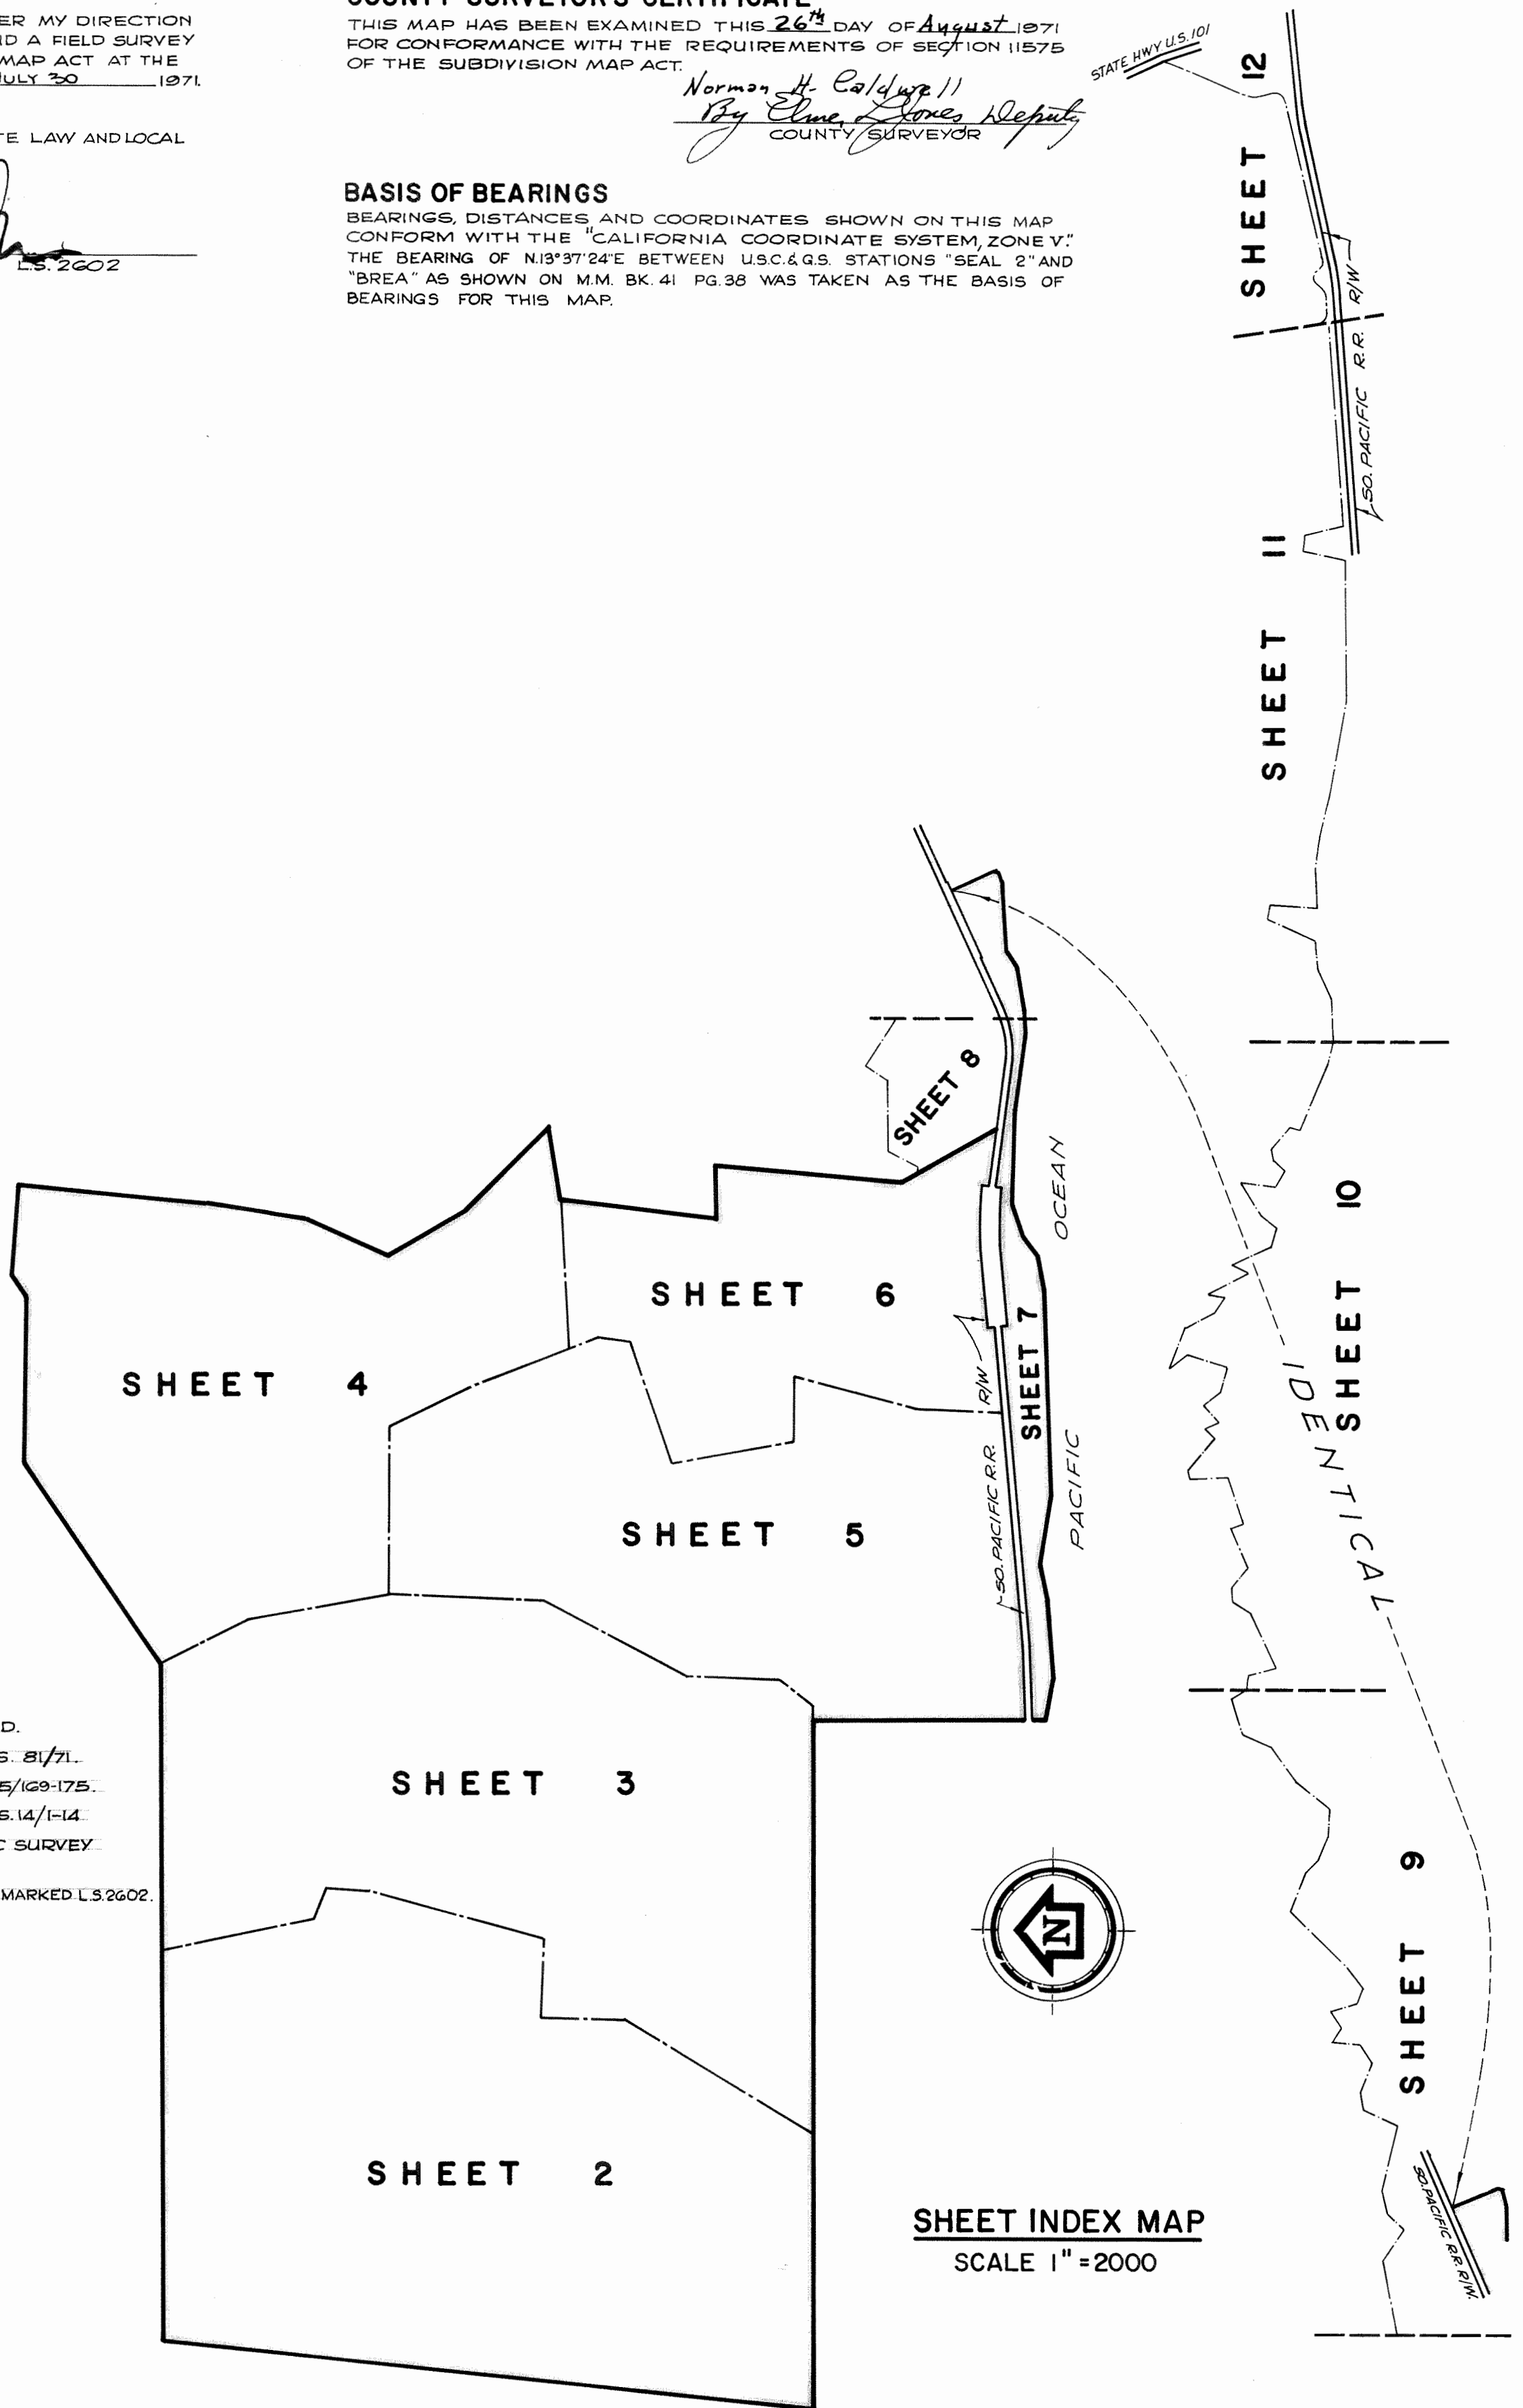 ER MY DIRECTION
ID A FIELD SURVEY
MAP ACT AT THE
JULY 30 1971.
TE LAW AND LOCAL
L.S. 2602
COUNTY SURVEYOR'S CERTIFICATE
THIS MAP HAS BEEN EXAMINED THIS 26th DAY OF August 1971
FOR CONFORMANCE WITH THE REQUIREMENTS OF SECTION 11575
OF THE SUBDIVISION MAP ACT.
Norman H. Caldwell
By Elmer L Jones Deputy
COUNTY SURVEYOR
BASIS OF BEARINGS
BEARINGS, DISTANCES AND COORDINATES SHOWN ON THIS MAP
CONFORM WITH THE "CALIFORNIA COORDINATE SYSTEM, ZONE V."
THE BEARING OF N.13°37'24"E BETWEEN U.S.C.& G.S. STATIONS "SEAL 2" AND
"BREA" AS SHOWN ON M.M. BK. 41 PG.38 WAS TAKEN AS THE BASIS OF
BEARINGS FOR THIS MAP.
STATE HWY U.S. 101
SHEET 12
SO. PACIFIC R.R. R/W
SHEET 11
SHEET 8
PACIFIC OCEAN
SHEET 10
SHEET 6
SHEET 7
SHEET 4
SO. PACIFIC R.R. R/W
IDENTICAL
SHEET 5
D.
S. 81/71.
5/169-175.
S. 14/1-14
C SURVEY
MARKED L.S. 2602.
SHEET 3
N
SHEET 9
SHEET 2
SO. PACIFIC R.R. R/W.
SHEET INDEX MAP
SCALE 1" = 2000